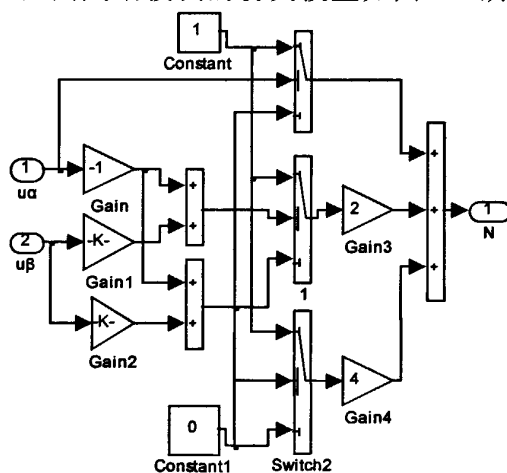 1
Constant
1
uα
-1
Gain
+
+
2
uβ
-K-
Gain1
+
+
-K-
Gain2
1
2
Gain3
4
Gain4
+
+
+
1
N
0
Constant1
Switch2